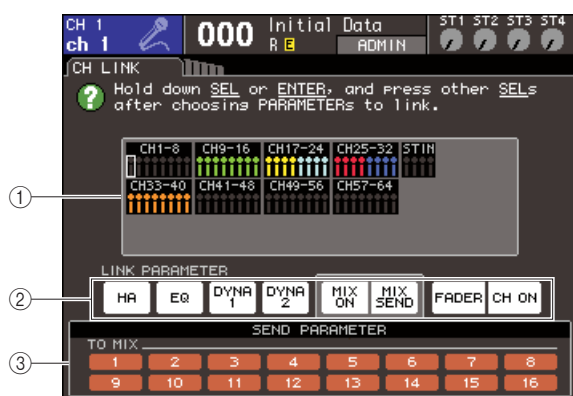 CH 1
ch 1
000
Initial Data
R E
ADMIN
ST1 ST2 ST3 ST4
CH LINK
? Hold down SEL or ENTER, and press other SELs
after choosing PARAMETERs to link.
CH1-8 CH9-16 CH17-24 CH25-32 STIN
CH33-40 CH41-48 CH49-56 CH57-64
1
LINK PARAMETER
2
HA EQ DYNA 1 DYNA 2 MIX ON MIX SEND FADER CH ON
SEND PARAMETER
TO MIX
3
1 2 3 4 5 6 7 8
9 10 11 12 13 14 15 16